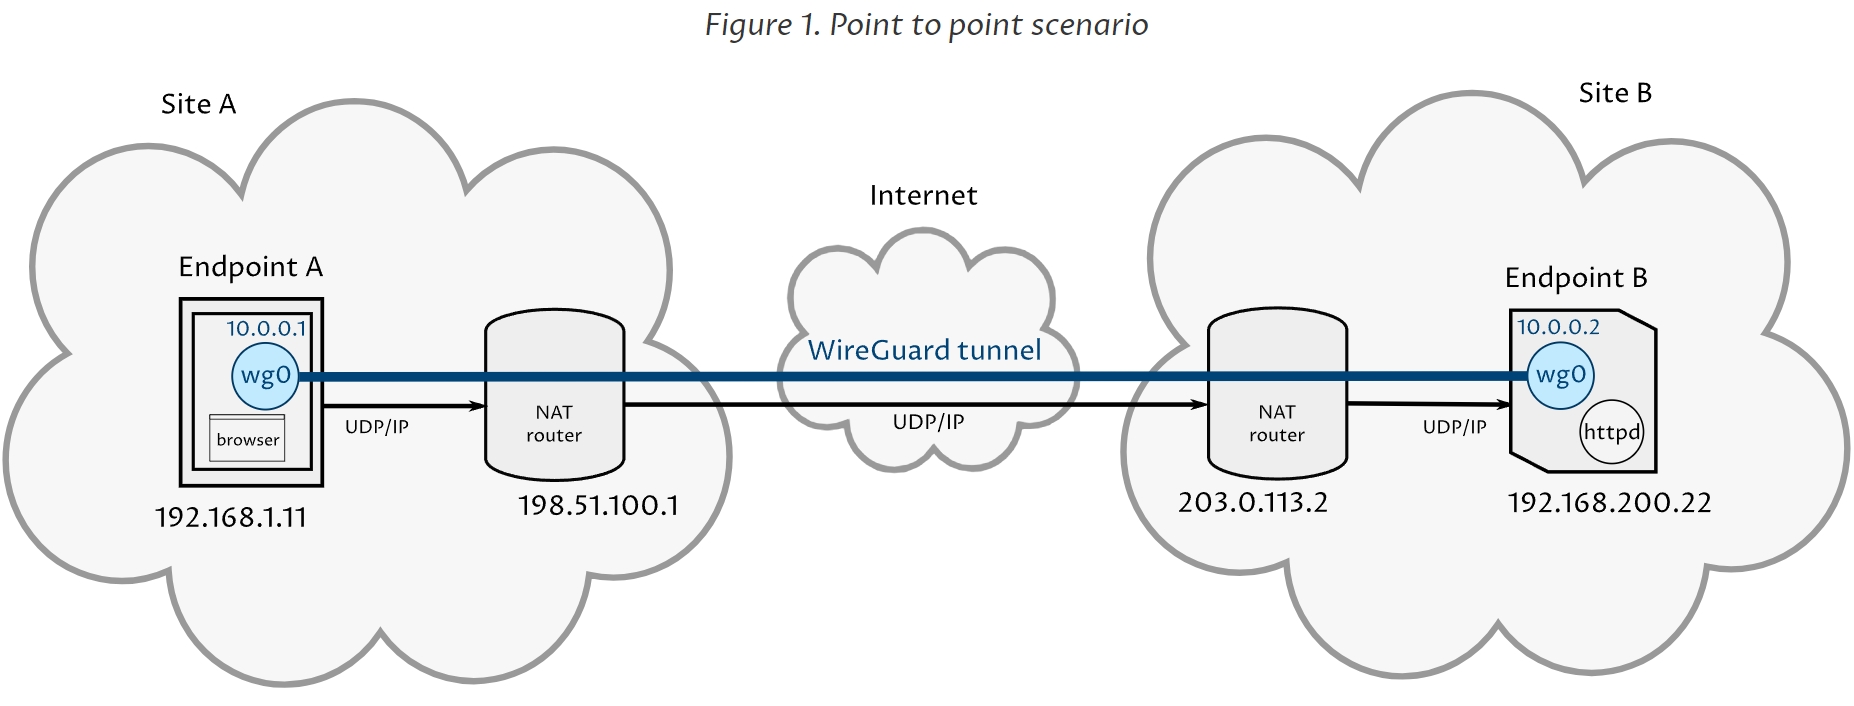 Figure 1. Point to point scenario
Site A
Site B
Internet
Endpoint A
Endpoint B
10.0.0.1
10.0.0.2
WireGuard tunnel
wg0
wg0
NAT
router
NAT
router
UDP/IP
UDP/IP
UDP/IP
browser
httpd
192.168.1.11
198.51.100.1
203.0.113.2
192.168.200.22